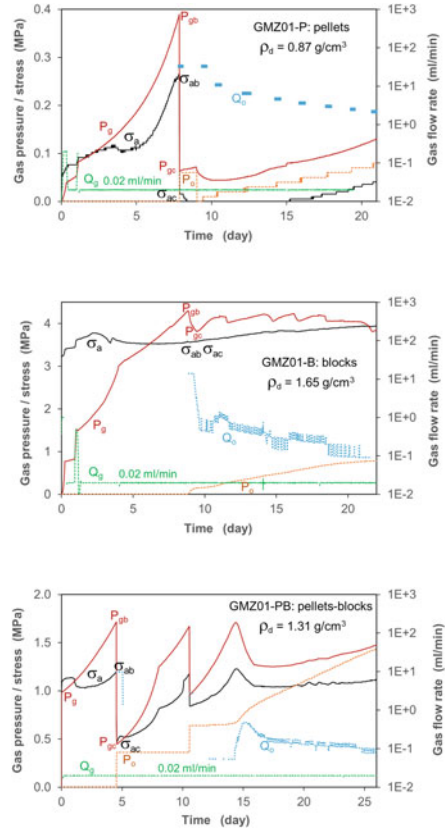 GMZ01-P: pellets
ρd = 0.87 g/cm³
Pgb
σab
Qo
Pg
σa
Qg 0.02 ml/min
Pgc
Po
σac
Gas pressure / stress (MPa)
0.4
0.3
0.2
0.1
0.0
1E+3
1E+2
1E+1
1E+0
1E-1
1E-2
Gas flow rate (ml/min)
0 5 10 15 20
Time (day)
Pgb
σa
Pgc
σab σac
GMZ01-B: blocks
ρd = 1.65 g/cm³
Pg
Qo
Qg 0.02 ml/min
Po
Gas pressure / stress (MPa)
4
3
2
1
0
1E+3
1E+2
1E+1
1E+0
1E-1
1E-2
Gas flow rate (ml/min)
0 5 10 15 20
Time (day)
GMZ01-PB: pellets-blocks
ρd = 1.31 g/cm³
Pgb
σa σab
Pg
Pgc σac
Po
Qo
0.02 ml/min
Qg
Gas pressure / stress (MPa)
2.0
1.5
1.0
0.5
0.0
1E+3
1E+2
1E+1
1E+0
1E-1
1E-2
Gas flow rate (ml/min)
0 5 10 15 20 25
Time (day)